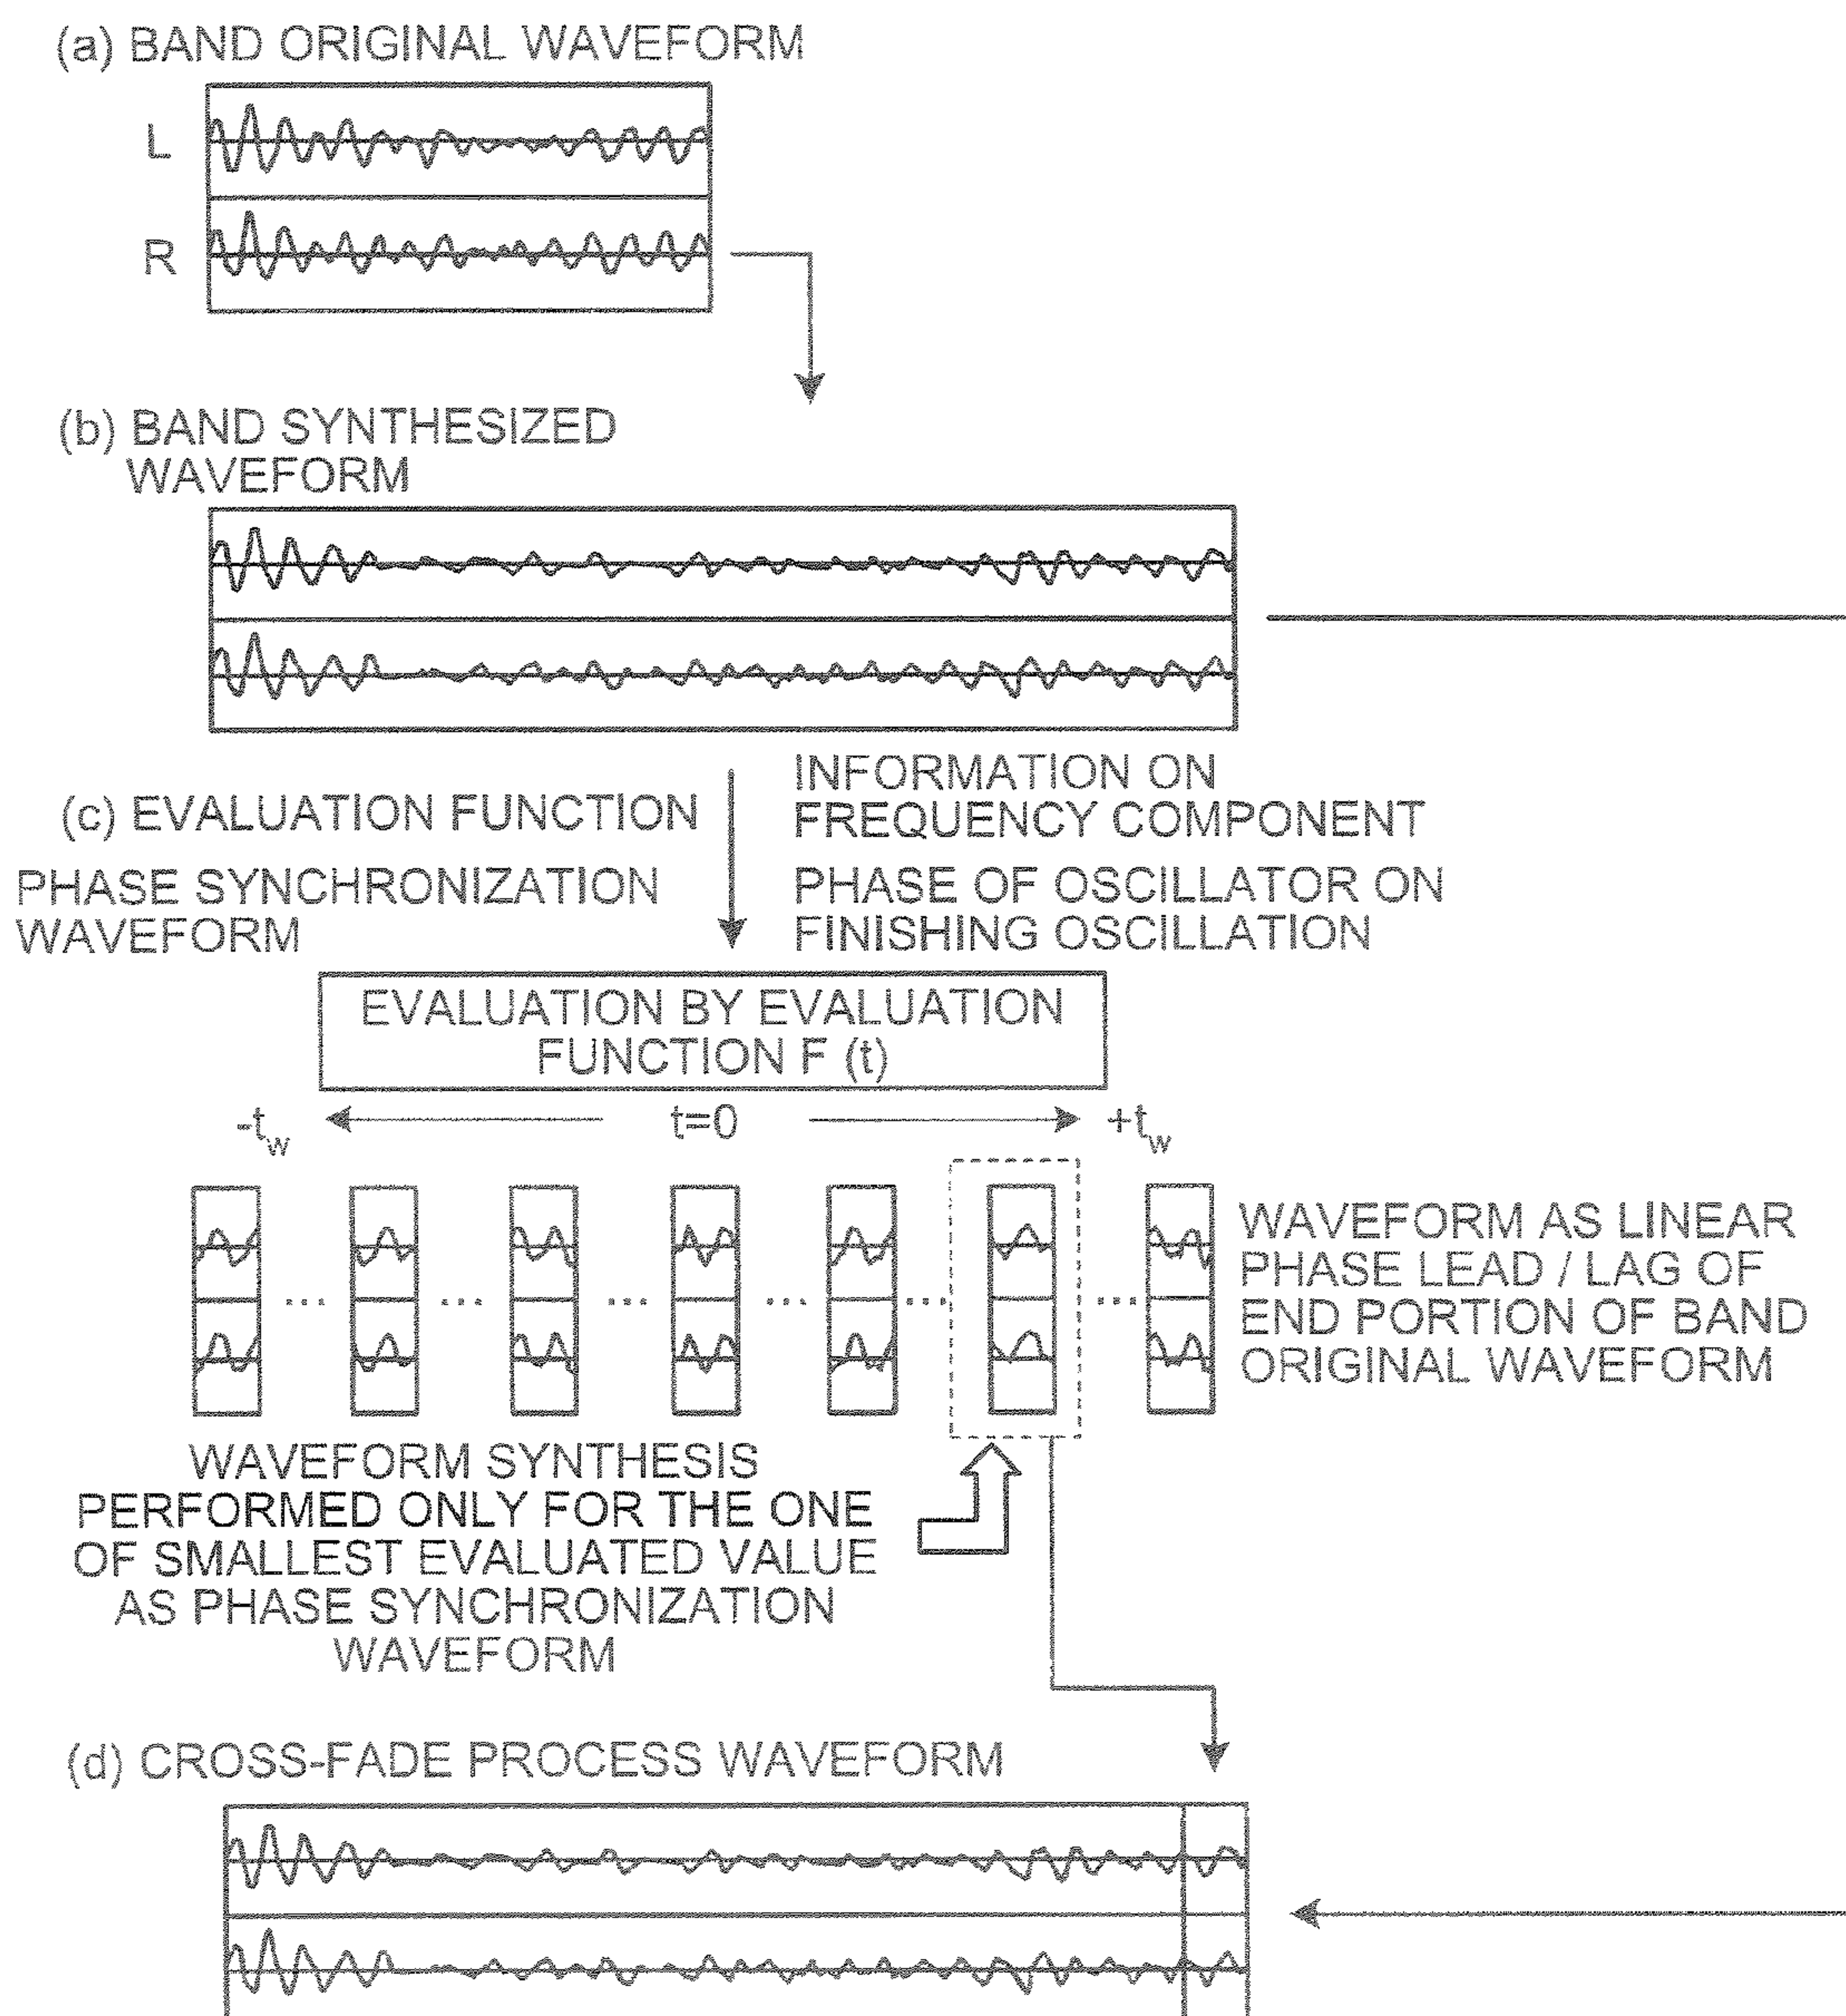 (a) BAND ORIGINAL WAVEFORM
L
R
(b) BAND SYNTHESIZED
WAVEFORM
INFORMATION ON
FREQUENCY COMPONENT
(c) EVALUATION FUNCTION
PHASE SYNCHRONIZATION
WAVEFORM
PHASE OF OSCILLATOR ON
FINISHING OSCILLATION
EVALUATION BY EVALUATION
FUNCTION F (t)
-tw t=0 +tw
... ... ... ... ... ...
WAVEFORM AS LINEAR
PHASE LEAD / LAG OF
END PORTION OF BAND
ORIGINAL WAVEFORM
WAVEFORM SYNTHESIS
PERFORMED ONLY FOR THE ONE
OF SMALLEST EVALUATED VALUE
AS PHASE SYNCHRONIZATION
WAVEFORM
(d) CROSS-FADE PROCESS WAVEFORM